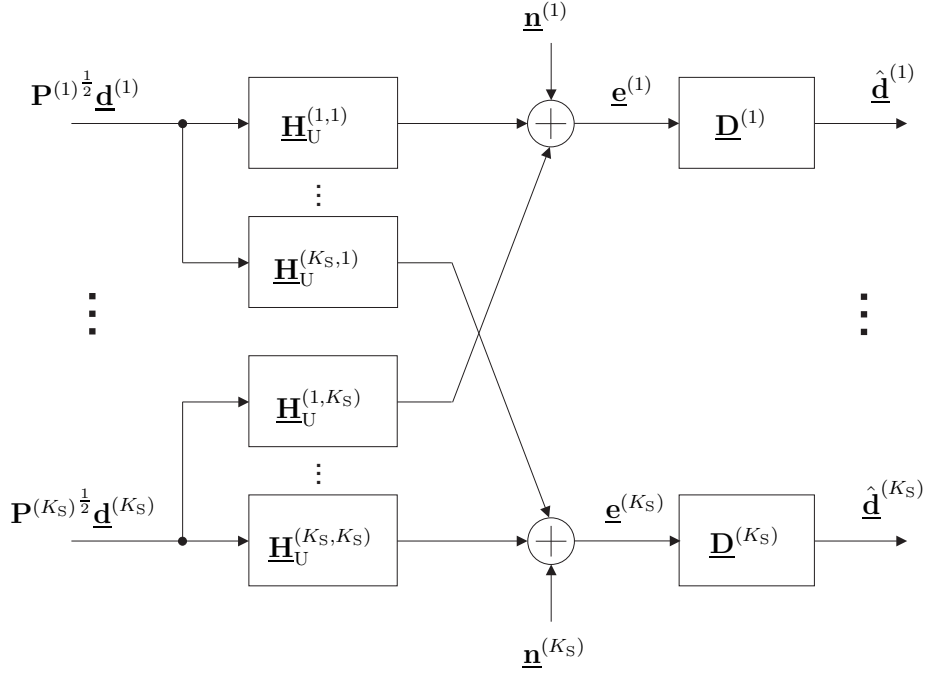 n^(1)
P^(1)^1/2 d^(1)
H_U^(1,1)
e^(1)
D^(1)
d̂^(1)
H_U^(K_S,1)
H_U^(1,K_S)
P^(K_S)^1/2 d^(K_S)
H_U^(K_S,K_S)
e^(K_S)
D^(K_S)
d̂^(K_S)
n^(K_S)